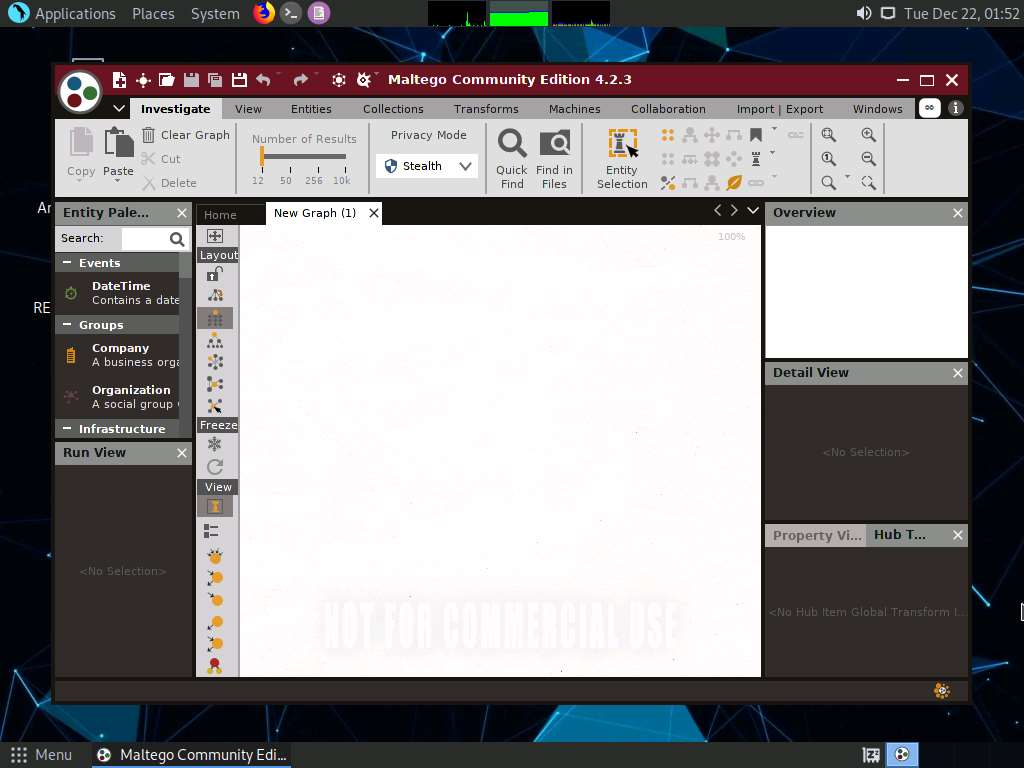 Applications Places System Tue Dec 22, 01:52
Maltego Community Edition 4.2.3
Investigate View Entities Collections Transforms Machines Collaboration Import | Export Windows
Copy
Paste
Clear Graph
Cut
Delete
Number of Results
12 50 256 10k
Privacy Mode
Stealth
Quick
Find
Find in
Files
Entity
Selection
Entity Pale...
Search:
Events
DateTime
Contains a date
Groups
Company
A business orga
Organization
A social group
Infrastructure
Run View
<No Selection>
Home
New Graph (1)
100%
Layout
Freeze
View
NOT FOR COMMERCIAL USE
Overview
Detail View
<No Selection>
Property Vi...
Hub T...
<No Hub Item Global Transform I...
Ar
RE
Menu
Maltego Community Edi...